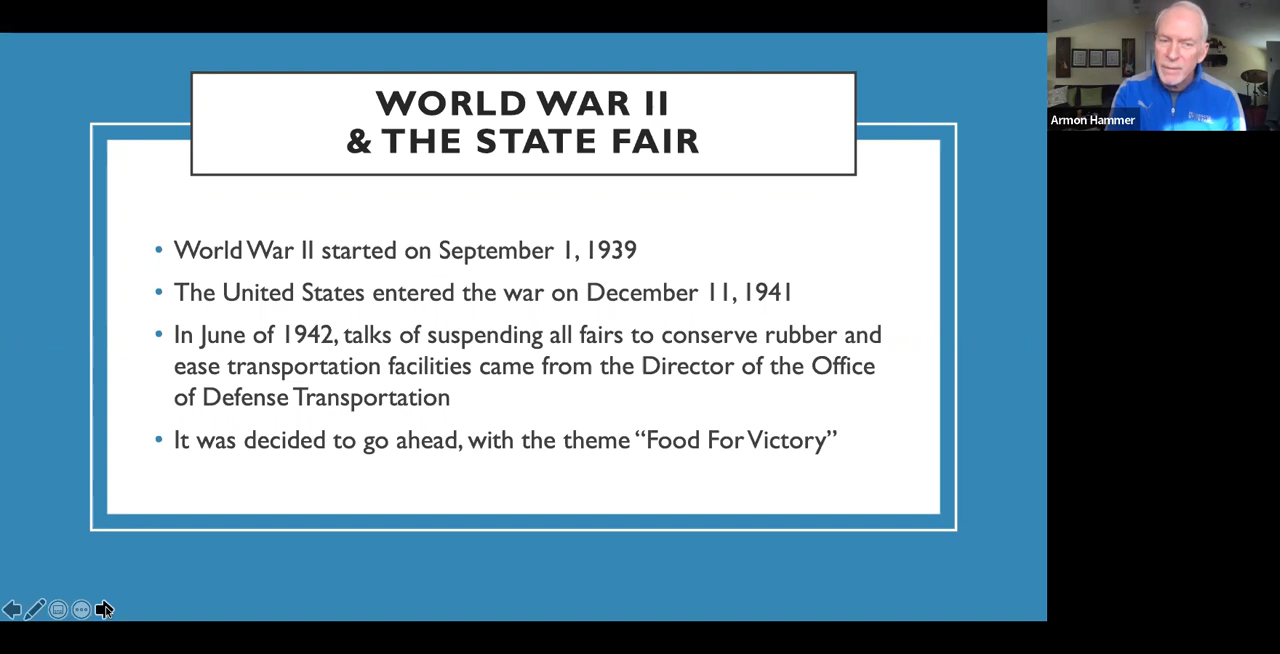 WORLD WAR II
& THE STATE FAIR
• World War II started on September 1, 1939
• The United States entered the war on December 11, 1941
• In June of 1942, talks of suspending all fairs to conserve rubber and
ease transportation facilities came from the Director of the Office
of Defense Transportation
• It was decided to go ahead, with the theme “Food For Victory”
Armon Hammer